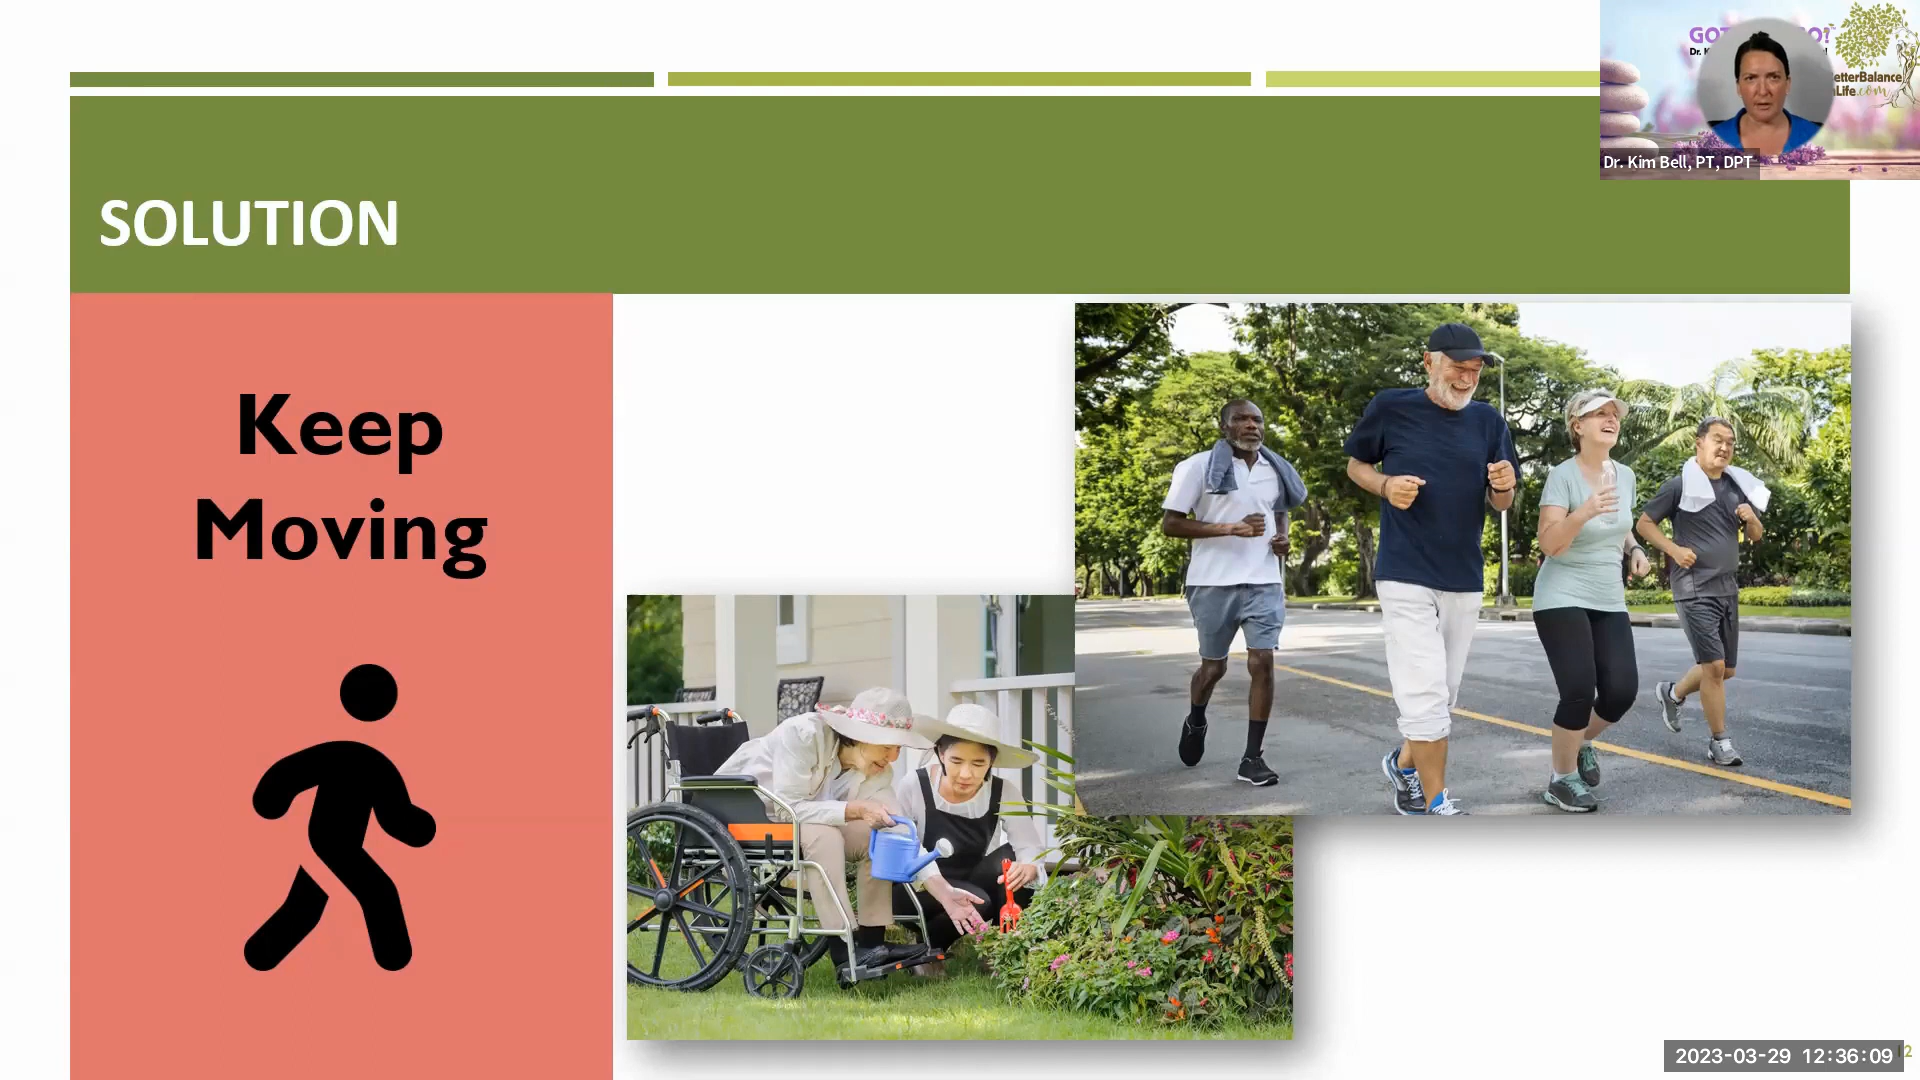 SOLUTION
Keep
Moving
Dr. Kim Bell, PT, DPT
2023-03-29 12:36:09